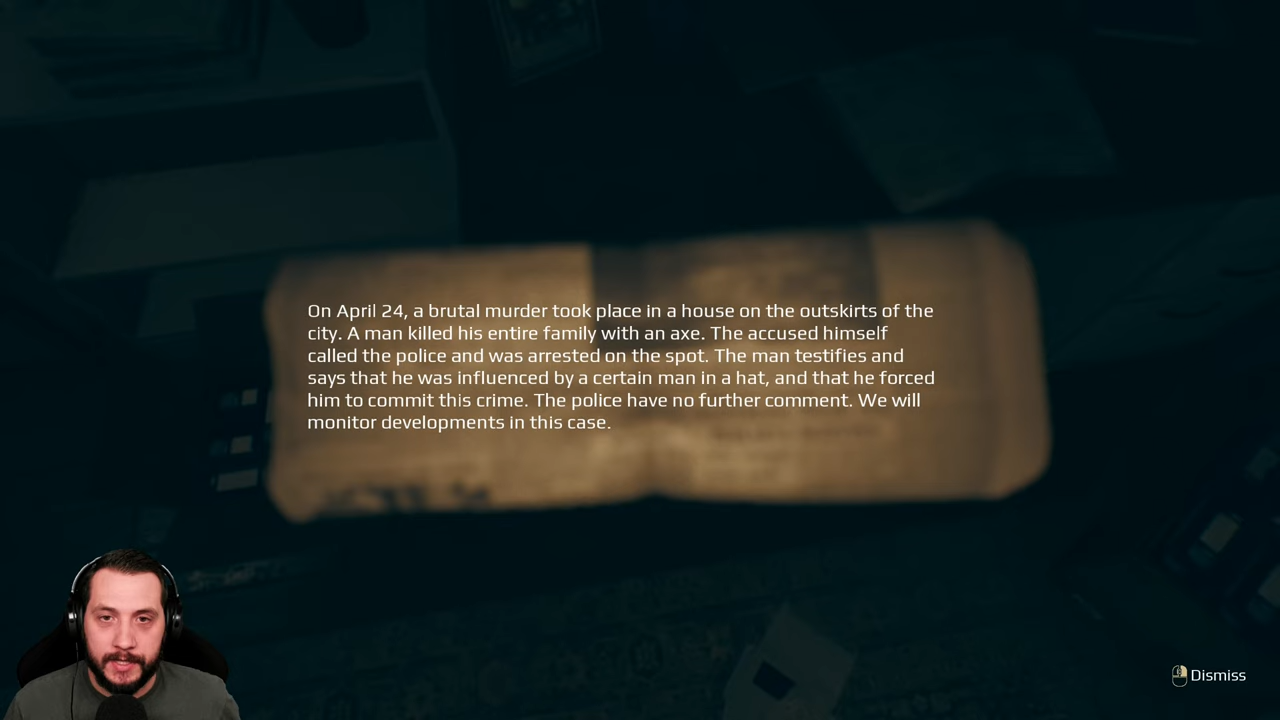 On April 24, a brutal murder took place in a house on the outskirts of the
city. A man killed his entire family with an axe. The accused himself
called the police and was arrested on the spot. The man testifies and
says that he was influenced by a certain man in a hat, and that he forced
him to commit this crime. The police have no further comment. We will
monitor developments in this case.
Dismiss